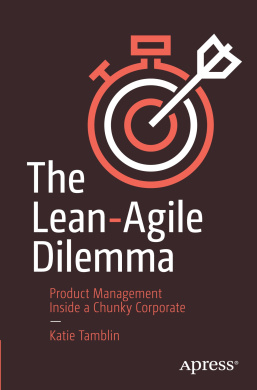 The
Lean-Agile
Dilemma
Product Management
Inside a Chunky Corporate
Katie Tamblin
Apress®